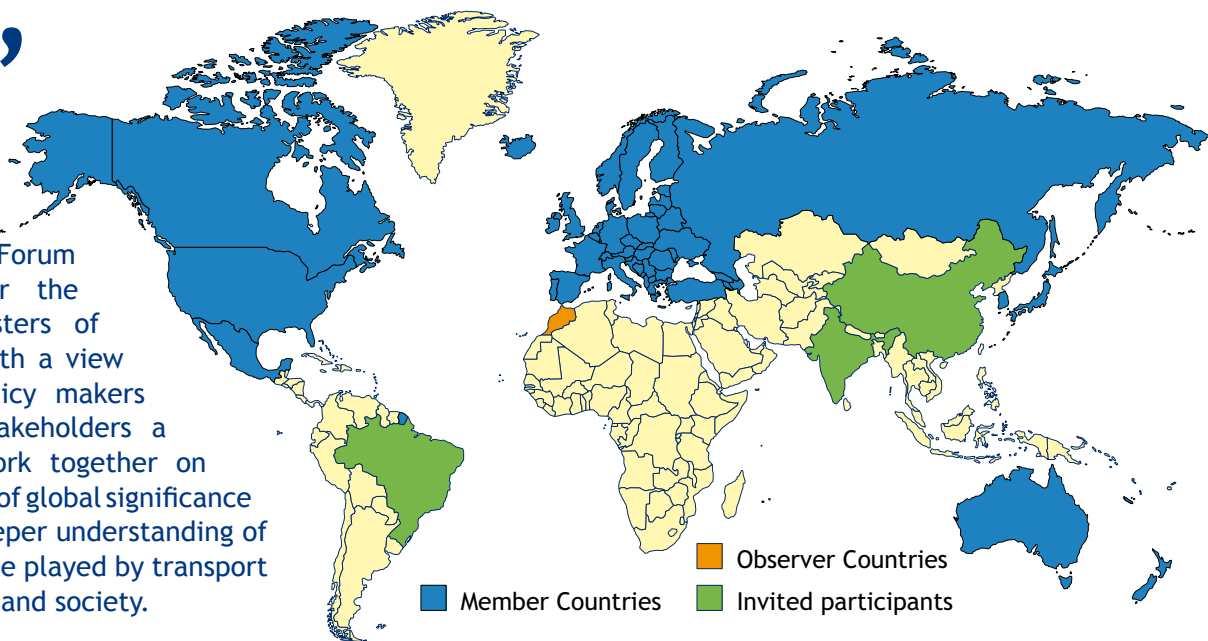 ’
Forum
r the
sters of
th a view
icy makers
akeholders a
ork together on
of global significance
eper understanding of
e played by transport
and society.
Observer Countries
Member Countries
Invited participants